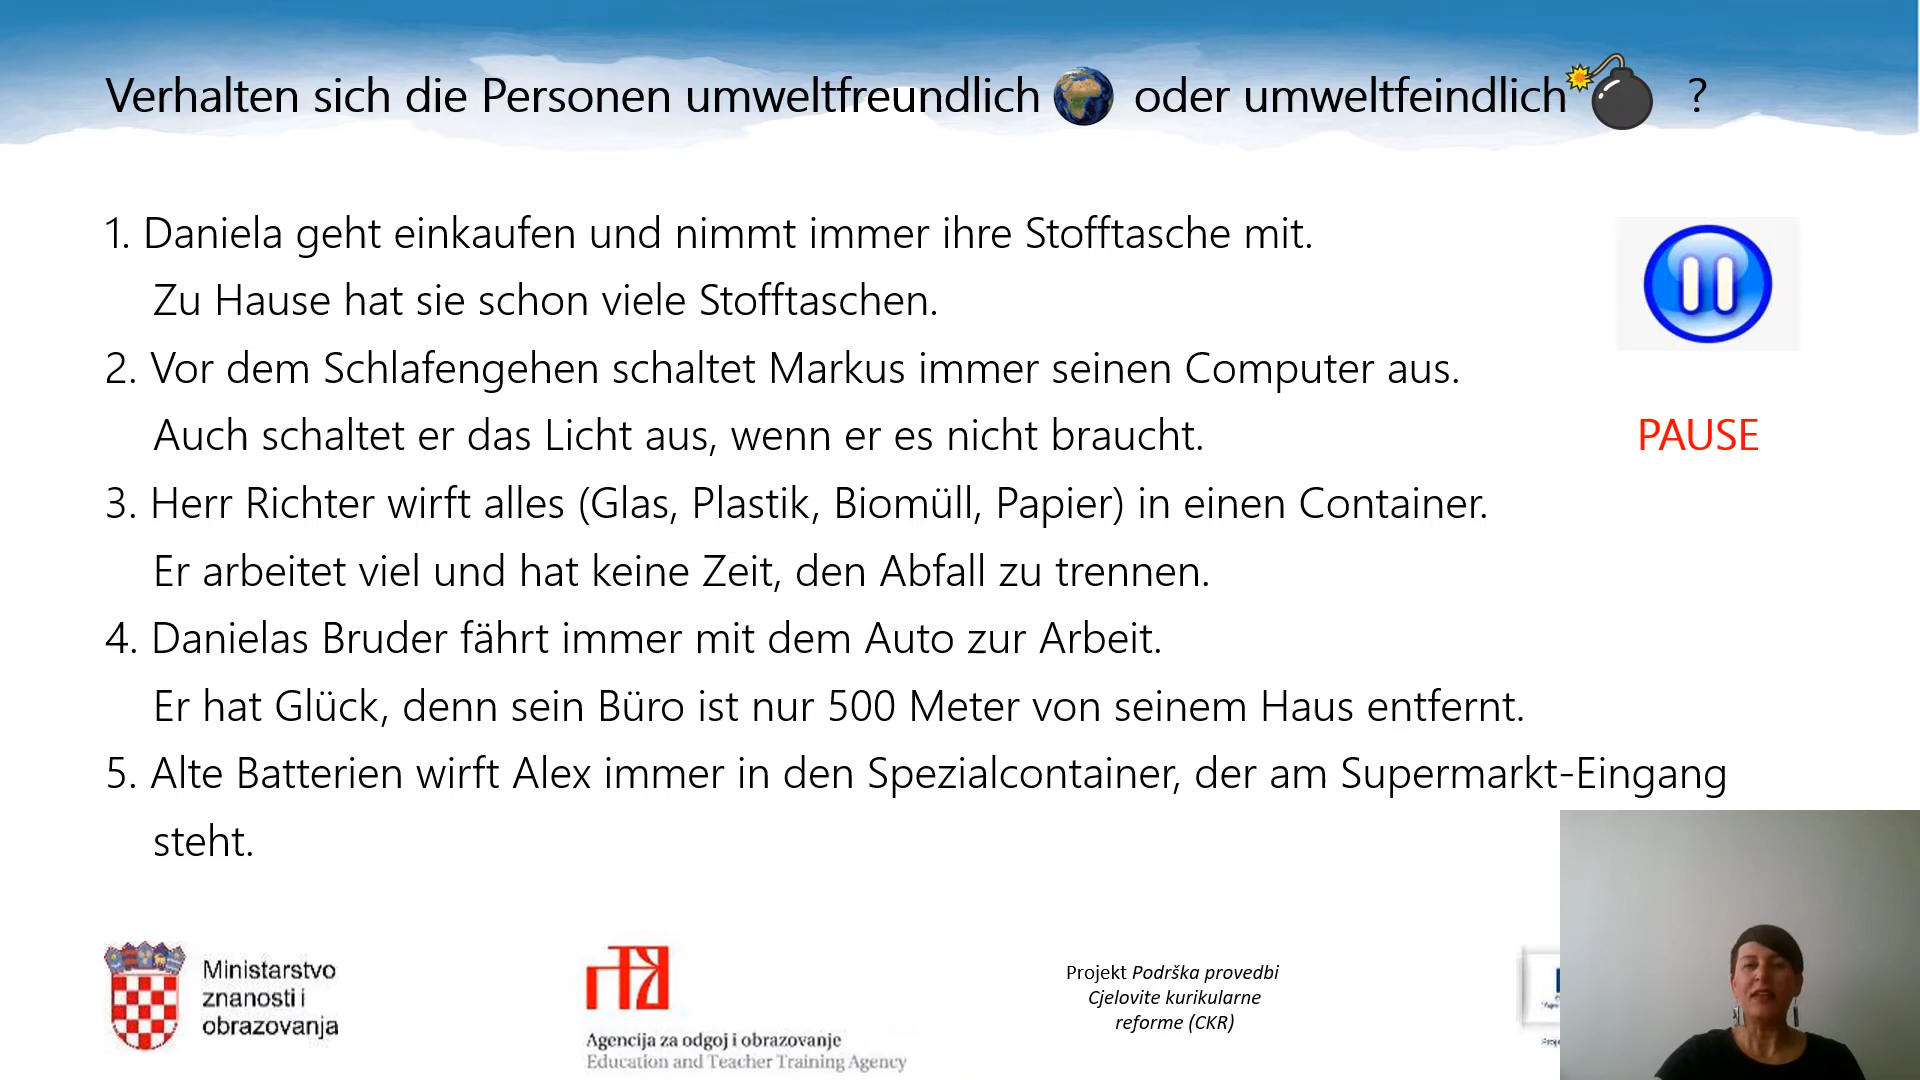 Verhalten sich die Personen umweltfreundlich oder umweltfeindlich ?
1. Daniela geht einkaufen und nimmt immer ihre Stofftasche mit.
Zu Hause hat sie schon viele Stofftaschen.
2. Vor dem Schlafengehen schaltet Markus immer seinen Computer aus.
Auch schaltet er das Licht aus, wenn er es nicht braucht.
PAUSE
3. Herr Richter wirft alles (Glas, Plastik, Biomüll, Papier) in einen Container.
Er arbeitet viel und hat keine Zeit, den Abfall zu trennen.
4. Danielas Bruder fährt immer mit dem Auto zur Arbeit.
Er hat Glück, denn sein Büro ist nur 500 Meter von seinem Haus entfernt.
5. Alte Batterien wirft Alex immer in den Spezialcontainer, der am Supermarkt-Eingang
steht.
Ministarstvo
znanosti i
obrazovanja
Agencija za odgoj i obrazovanje
Education and Teacher Training Agency
Projekt Podrška provedbi
Cjelovite kurikularne
reforme (CKR)